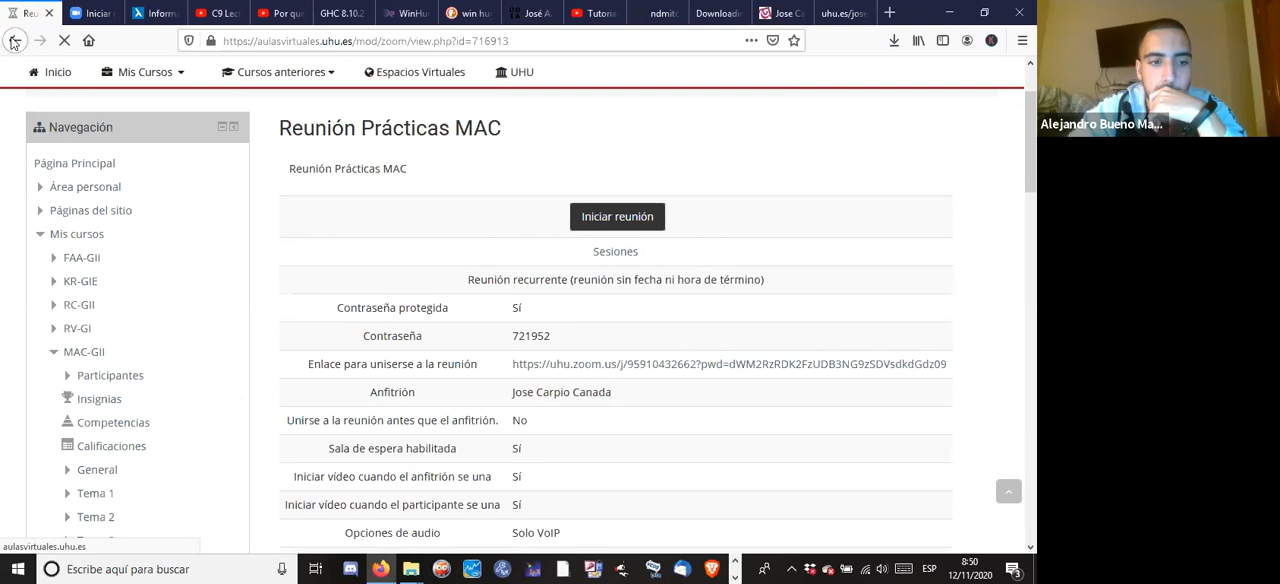 Reu
Iniciar
Inform
C9 Lec
Por que
GHC 8.10.2
WinHu
win hu
José A.
Tutoria
ndmito
Downloadin
Jose Ca
uhu.es/jose
https://aulasvirtuales.uhu.es/mod/zoom/view.php?id=716913
Inicio Mis Cursos Cursos anteriores Espacios Virtuales UHU
Alejandro Bueno Ma...
Navegación
Página Principal
Área personal
Páginas del sitio
Mis cursos
FAA-GII
KR-GIE
RC-GII
RV-GI
MAC-GII
Participantes
Insignias
Competencias
Calificaciones
General
Tema 1
Tema 2
Reunión Prácticas MAC
Reunión Prácticas MAC
Iniciar reunión
Sesiones
Reunión recurrente (reunión sin fecha ni hora de término)
Contraseña protegida Sí
Contraseña 721952
Enlace para uniserse a la reunión https://uhu.zoom.us/j/95910432662?pwd=dWM2RzRDK2FzUDB3NG9zSDVsdkdGdz09
Anfitrión Jose Carpio Canada
Unirse a la reunión antes que el anfitrión. No
Sala de espera habilitada Sí
Iniciar vídeo cuando el anfitrión se une Sí
Iniciar vídeo cuando el participante se una Sí
Opciones de audio Solo VoIP
aulasvirtuales.uhu.es
Escribe aquí para buscar
ESP
8:50
12/11/2020
3